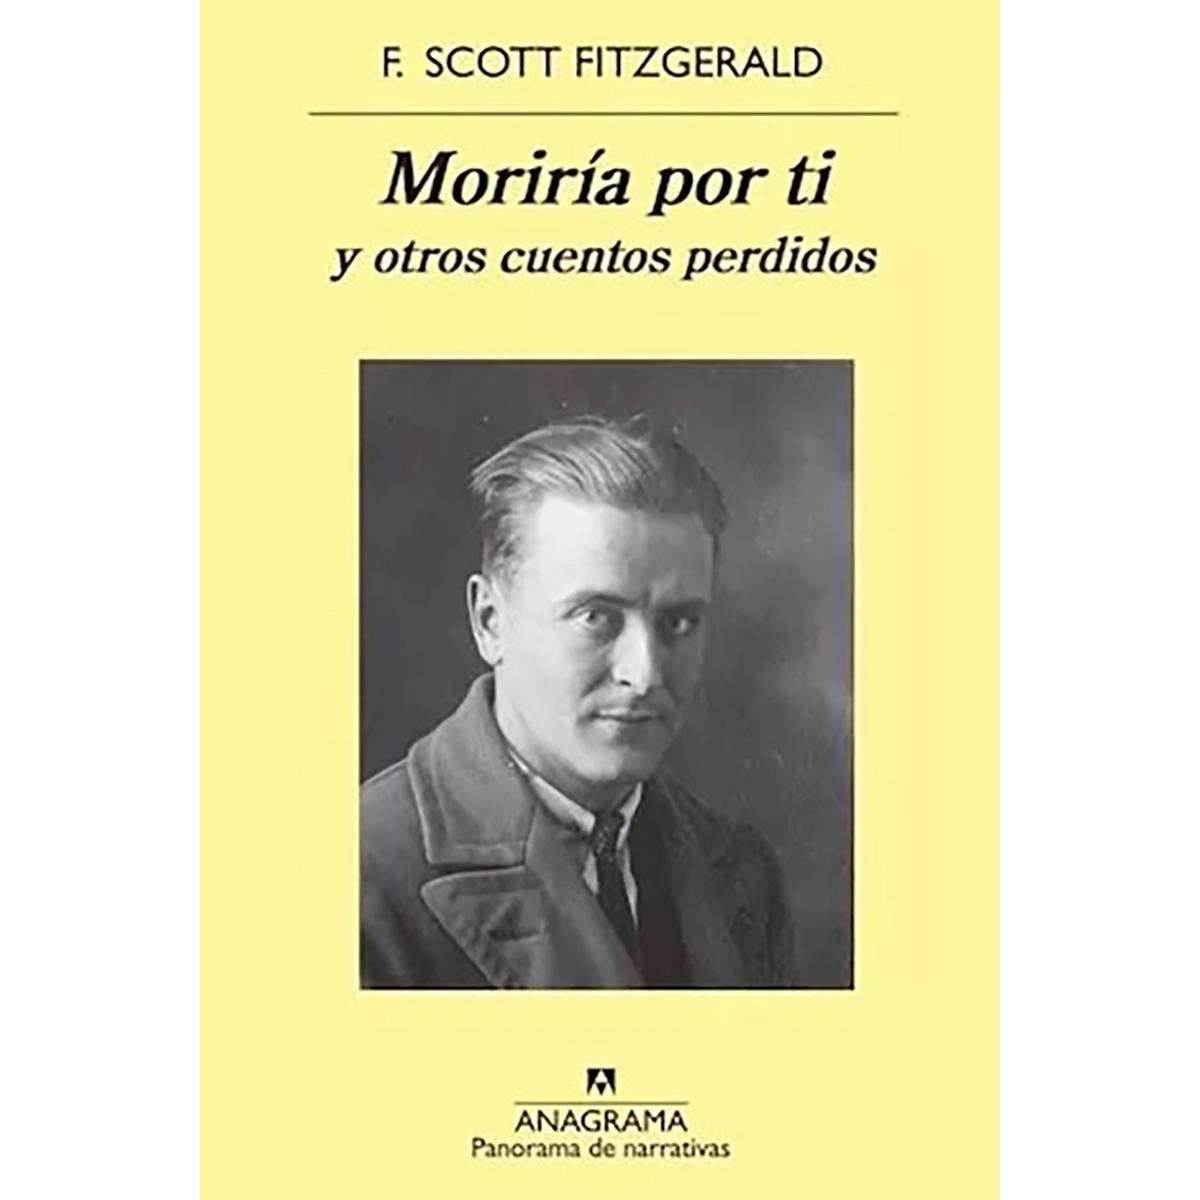 F. SCOTT FITZGERALD
Moriría por ti
y otros cuentos perdidos
ANAGRAMA
Panorama de narrativas